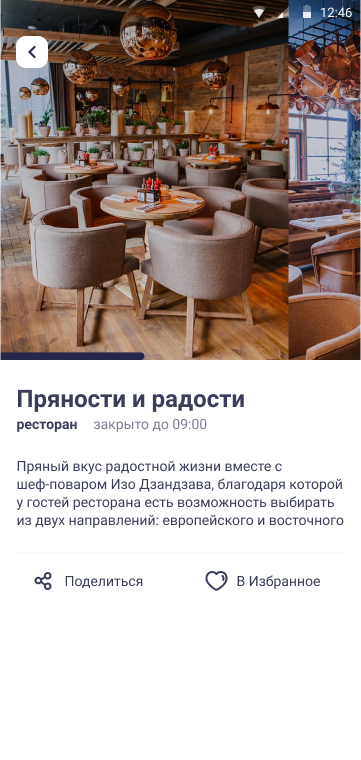 12:46
Пряности и радости
ресторан закрыто до 09:00
Пряный вкус радостной жизни вместе с
шеф-поваром Изо Дзандзава, благодаря которой
у гостей ресторана есть возможность выбирать
из двух направлений: европейского и восточного
Поделиться В Избранное